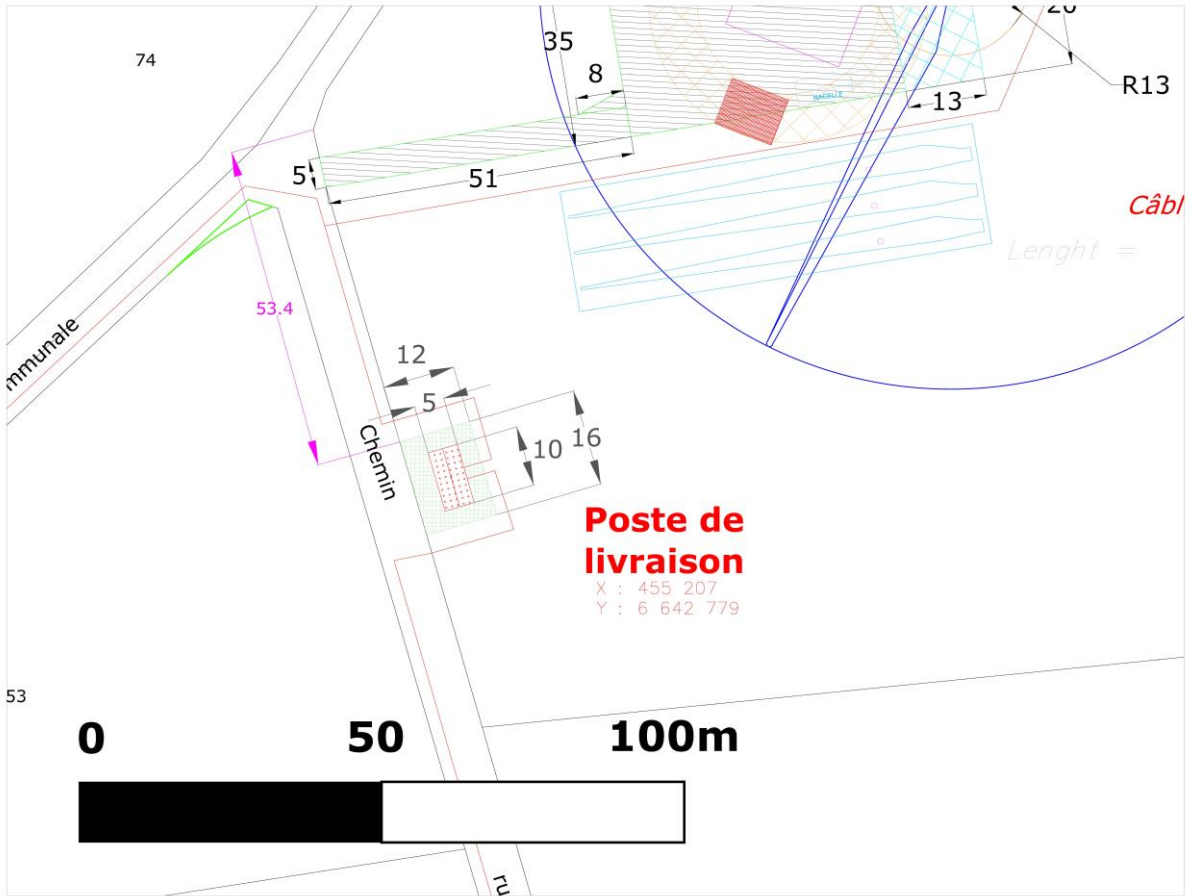 74
35
8
20
R13
NACELLE
13
5
51
Câbl
Lenght =
53.4
mmunale
12
5
Chemin
10
16
Poste de
livraison
X : 455 207
Y : 6 642 779
53
0 50 100m
ru